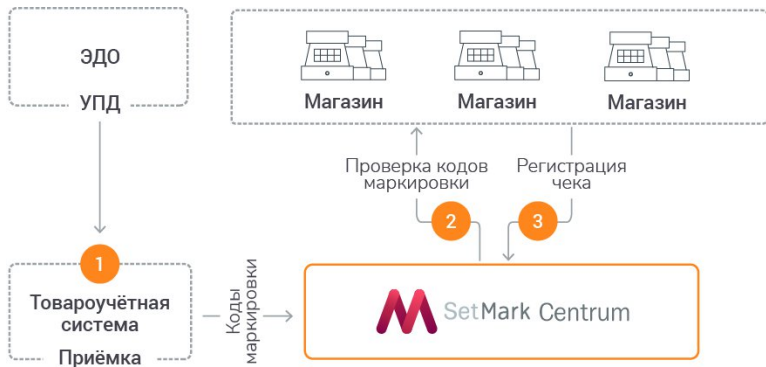 ЭДО
УПД
Магазин
Магазин
Магазин
Проверка кодов
маркировки
Регистрация
чека
2
3
1
Товароучётная
система
Приёмка
Коды
маркировки
SetMark Centrum